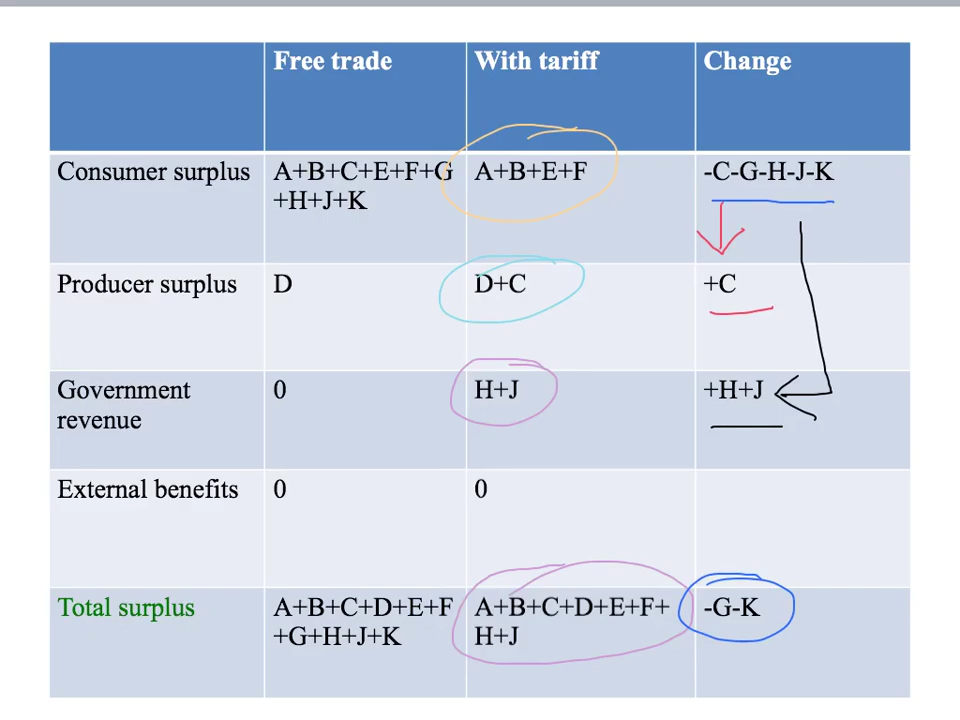 Free trade
With tariff
Change
Consumer surplus
A+B+C+E+F+G
+H+J+K
A+B+E+F
-C-G-H-J-K
Producer surplus
D
D+C
+C
Government
revenue
0
H+J
+H+J
External benefits
0
0
Total surplus
A+B+C+D+E+F
+G+H+J+K
A+B+C+D+E+F+
H+J
-G-K